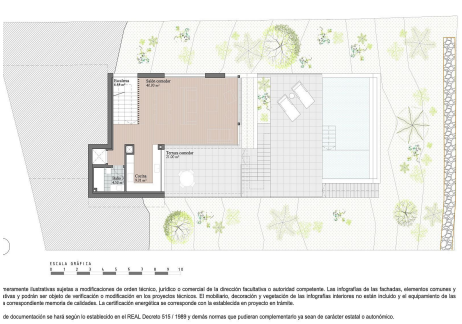 Escalera
Salón comedor
Terraza comedor
21.00 m²
Baño
Cocina
ESCALA GRÁFICA
0 1 2 3 4 5 6 7 8 9 10
meramente ilustrativas sujetas a modificaciones de orden técnico, jurídico o comercial de la dirección facultativa o autoridad competente. Las infografías de las fachadas, elementos comunes y
divas y podrán ser objeto de verificación o modificación en los proyectos técnicos. El mobiliario, decoración y vegetación de las infografías interiores no están incluido y el equipamiento de las
a correspondiente memoria de calidades. La certificación energética se corresponde con la establecida en proyecto en trámite.
de documentación se hará según lo establecido en el REAL Decreto 515 / 1989 y demás normas que pudieran complementarlo ya sean de carácter estatal o autonómico.